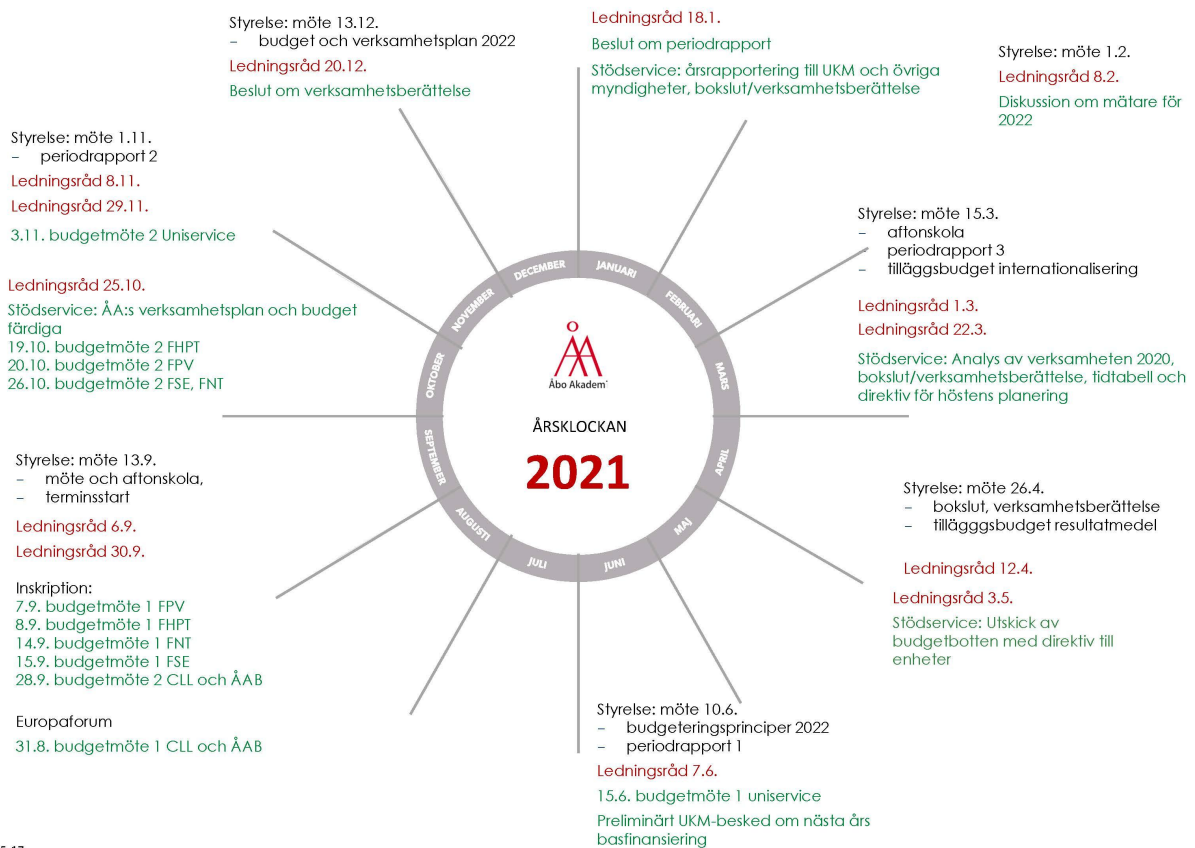 Styrelse: möte 13.12.
– budget och verksamhetsplan 2022
Ledningsråd 20.12.
Beslut om verksamhetsberättelse
Ledningsråd 18.1.
Beslut om periodrapport
Stödservice: årsrapportering till UKM och övriga
myndigheter, bokslut/verksamhetsberättelse
Styrelse: möte 1.2.
Ledningsråd 8.2.
Diskussion om mätare för
2022
Styrelse: möte 15.3.
– aftonskola
– periodrapport 3
– tilläggsbudget internationalisering
Ledningsråd 1.3.
Ledningsråd 22.3.
Stödservice: Analys av verksamheten 2020,
bokslut/verksamhetsberättelse, tidtabell och
direktiv för höstens planering
Styrelse: möte 26.4.
– bokslut, verksamhetsberättelse
– tillägggsbudget resultatmedel
Ledningsråd 12.4.
Ledningsråd 3.5.
Stödservice: Utskick av
budgetbotten med direktiv till
enheter
Styrelse: möte 10.6.
– budgeteringsprinciper 2022
– periodrapport 1
Ledningsråd 7.6.
15.6. budgetmöte 1 uniservice
Preliminärt UKM-besked om nästa års
basfinansiering
Styrelse: möte 1.11.
– periodrapport 2
Ledningsråd 8.11.
Ledningsråd 29.11.
3.11. budgetmöte 2 Uniservice
Ledningsråd 25.10.
Stödservice: ÅA:s verksamhetsplan och budget
färdiga
19.10. budgetmöte 2 FHPT
20.10. budgetmöte 2 FPV
26.10. budgetmöte 2 FSE, FNT
Styrelse: möte 13.9.
– möte och aftonskola,
– terminsstart
Ledningsråd 6.9.
Ledningsråd 30.9.
Inskription:
7.9. budgetmöte 1 FPV
8.9. budgetmöte 1 FHPT
14.9. budgetmöte 1 FNT
15.9. budgetmöte 1 FSE
28.9. budgetmöte 2 CLL och ÅAB
Europaforum
31.8. budgetmöte 1 CLL och ÅAB
JANUARI
FEBRUARI
MARS
APRIL
MAJ
JUNI
JULI
AUGUSTI
SEPTEMBER
OKTOBER
NOVEMBER
DECEMBER
Åbo Akademi
ÅRSKLOCKAN
2021